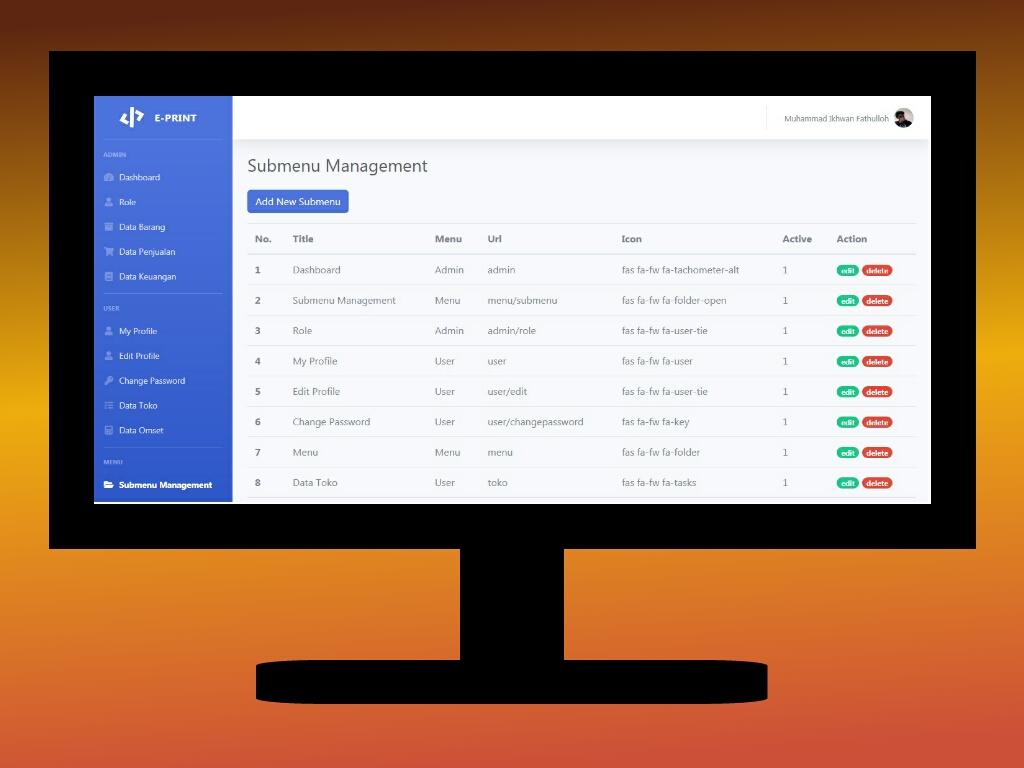 E-PRINT
Muhammad Ikhwan Fathulloh
ADMIN
Dashboard
Role
Data Barang
Data Penjualan
Data Keuangan
USER
My Profile
Edit Profile
Change Password
Data Toko
Data Omset
MENU
Submenu Management
Submenu Management
Add New Submenu
No. Title Menu Url Icon Active Action
1 Dashboard Admin admin fas fa-fw fa-tachometer-alt 1 edit delete
2 Submenu Management Menu menu/submenu fas fa-fw fa-folder-open 1 edit delete
3 Role Admin admin/role fas fa-fw fa-user-tie 1 edit delete
4 My Profile User user fas fa-fw fa-user 1 edit delete
5 Edit Profile User user/edit fas fa-fw fa-user-tie 1 edit delete
6 Change Password User user/changepassword fas fa-fw fa-key 1 edit delete
7 Menu Menu menu fas fa-fw fa-folder 1 edit delete
8 Data Toko User toko fas fa-fw fa-tasks 1 edit delete